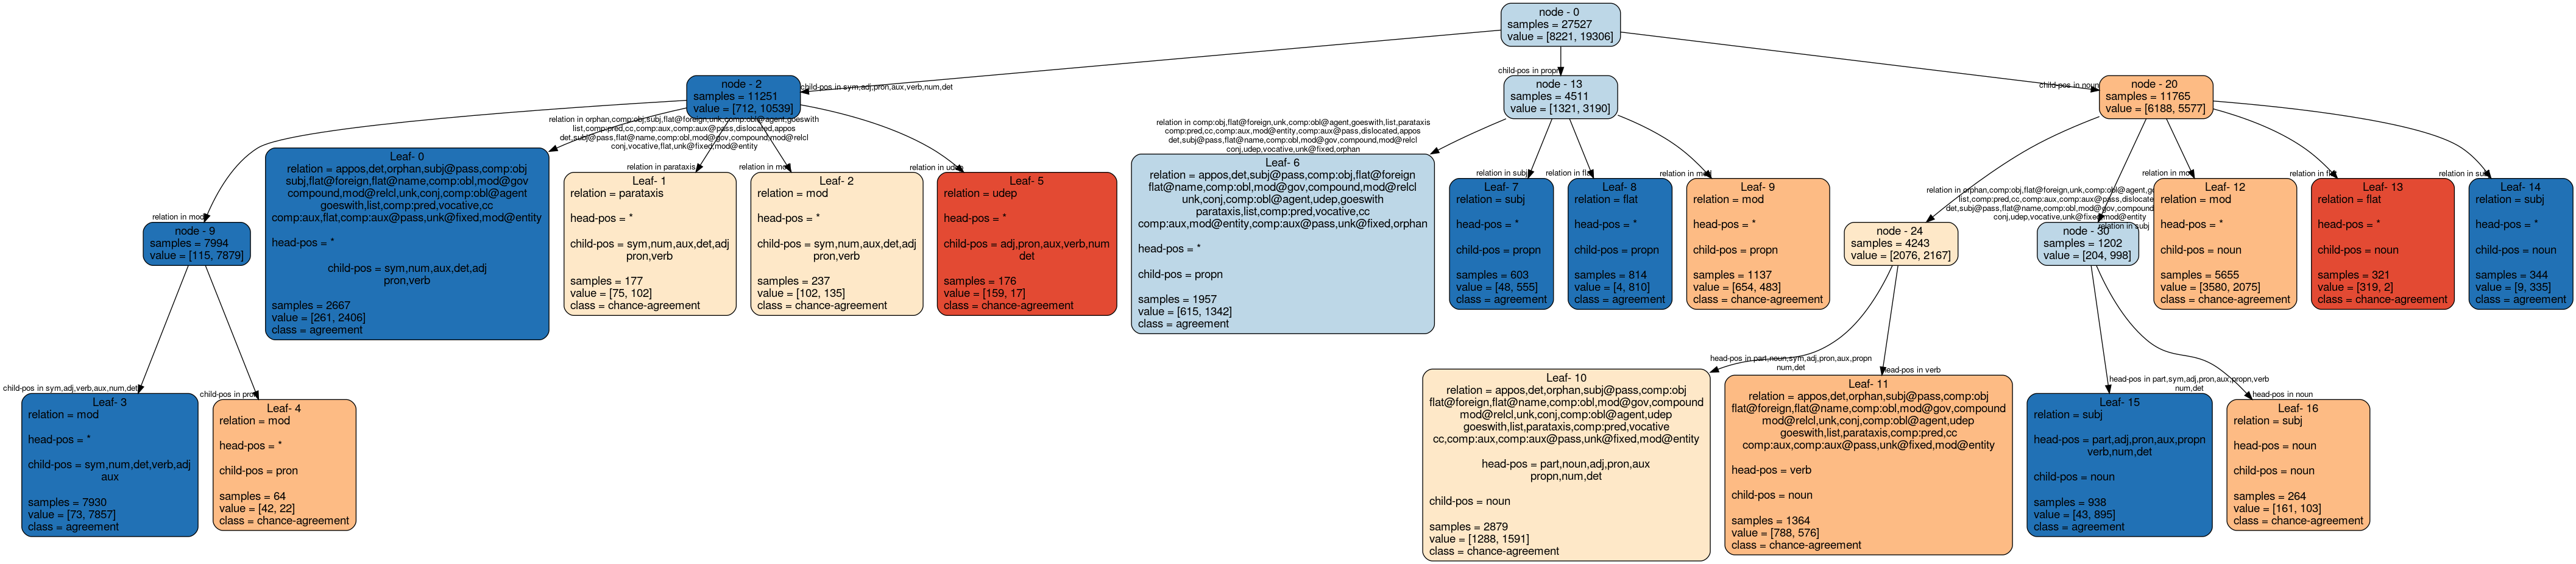 node - 0
samples = 27527
value = [8221, 19306]
child-pos in sym,adj,pron,aux,verb,num,det
child-pos in propn
child-pos in noun
node - 2
samples = 11251
value = [712, 10539]
node - 13
samples = 4511
value = [1321, 3190]
node - 20
samples = 11765
value = [6188, 5577]
relation in mod
relation in orphan,comp:obj,subj,flat@foreign,unk,comp:obl@agent,goeswith
list,comp:pred,cc,comp:aux,comp:aux@pass,dislocated,appos
det,subj@pass,flat@name,comp:obl,mod@gov,compound,mod@relcl
conj,vocative,flat,unk@fixed,mod@entity
relation in parataxis
relation in mod
relation in udep
relation in comp:obj,flat@foreign,unk,comp:obl@agent,goeswith,list,parataxis
comp:pred,cc,comp:aux,mod@entity,comp:aux@pass,dislocated,appos
det,subj@pass,flat@name,comp:obl,mod@gov,compound,mod@relcl
conj,udep,vocative,unk@fixed,orphan
relation in subj
relation in flat
relation in mod
relation in orphan,comp:obj,flat@foreign,unk,comp:obl@agent,
list,comp:pred,cc,comp:aux,comp:aux@pass,dislocate
det,subj@pass,flat@name,comp:obl,mod@gov,compound
conj,udep,vocative,unk@fixed,mod@entity
relation in subj
relation in mod
relation in flat
relation in subj
node - 9
samples = 7994
value = [115, 7879]
Leaf- 0
relation = appos,det,orphan,subj@pass,comp:obj
subj,flat@foreign,flat@name,comp:obl,mod@gov
compound,mod@relcl,unk,conj,comp:obl@agent
goeswith,list,comp:pred,vocative,cc
comp:aux,flat,comp:aux@pass,unk@fixed,mod@entity
head-pos = *
child-pos = sym,num,aux,det,adj
pron,verb
samples = 2667
value = [261, 2406]
class = agreement
Leaf- 1
relation = parataxis
head-pos = *
child-pos = sym,num,aux,det,adj
pron,verb
samples = 177
value = [75, 102]
class = chance-agreement
Leaf- 2
relation = mod
head-pos = *
child-pos = sym,num,aux,det,adj
pron,verb
samples = 237
value = [102, 135]
class = chance-agreement
Leaf- 5
relation = udep
head-pos = *
child-pos = adj,pron,aux,verb,num
det
samples = 176
value = [159, 17]
class = chance-agreement
Leaf- 6
relation = appos,det,subj@pass,comp:obj,flat@foreign
flat@name,comp:obl,mod@gov,compound,mod@relcl
unk,conj,comp:obl@agent,udep,goeswith
parataxis,list,comp:pred,vocative,cc
comp:aux,mod@entity,comp:aux@pass,unk@fixed,orphan
head-pos = *
child-pos = propn
samples = 1957
value = [615, 1342]
class = agreement
Leaf- 7
relation = subj
head-pos = *
child-pos = propn
samples = 603
value = [48, 555]
class = agreement
Leaf- 8
relation = flat
head-pos = *
child-pos = propn
samples = 814
value = [4, 810]
class = agreement
Leaf- 9
relation = mod
head-pos = *
child-pos = propn
samples = 1137
value = [654, 483]
class = chance-agreement
node - 24
samples = 4243
value = [2076, 2167]
node - 30
samples = 1202
value = [204, 998]
Leaf- 12
relation = mod
head-pos = *
child-pos = noun
samples = 5655
value = [3580, 2075]
class = chance-agreement
Leaf- 13
relation = flat
head-pos = *
child-pos = noun
samples = 321
value = [319, 2]
class = chance-agreement
Leaf- 14
relation = subj
head-pos = *
child-pos = noun
samples = 344
value = [9, 335]
class = agreement
child-pos in sym,adj,verb,aux,num,det
child-pos in pron
head-pos in part,noun,sym,adj,pron,aux,propn
num,det
head-pos in verb
head-pos in part,sym,adj,pron,aux,propn,verb
num,det
head-pos in noun
Leaf- 3
relation = mod
head-pos = *
child-pos = sym,num,det,verb,adj
aux
samples = 7930
value = [73, 7857]
class = agreement
Leaf- 4
relation = mod
head-pos = *
child-pos = pron
samples = 64
value = [42, 22]
class = chance-agreement
Leaf- 10
relation = appos,det,orphan,subj@pass,comp:obj
flat@foreign,flat@name,comp:obl,mod@gov,compound
mod@relcl,unk,conj,comp:obl@agent,udep
goeswith,list,parataxis,comp:pred,vocative
cc,comp:aux,comp:aux@pass,unk@fixed,mod@entity
head-pos = part,noun,adj,pron,aux
propn,num,det
child-pos = noun
samples = 2879
value = [1288, 1591]
class = chance-agreement
Leaf- 11
relation = appos,det,orphan,subj@pass,comp:obj
flat@foreign,flat@name,comp:obl,mod@gov,compound
mod@relcl,unk,conj,comp:obl@agent,udep
goeswith,list,parataxis,comp:pred,cc
comp:aux,comp:aux@pass,unk@fixed,mod@entity
head-pos = verb
child-pos = noun
samples = 1364
value = [788, 576]
class = chance-agreement
Leaf- 15
relation = subj
head-pos = part,adj,pron,aux,propn
verb,num,det
child-pos = noun
samples = 938
value = [43, 895]
class = agreement
Leaf- 16
relation = subj
head-pos = noun
child-pos = noun
samples = 264
value = [161, 103]
class = chance-agreement